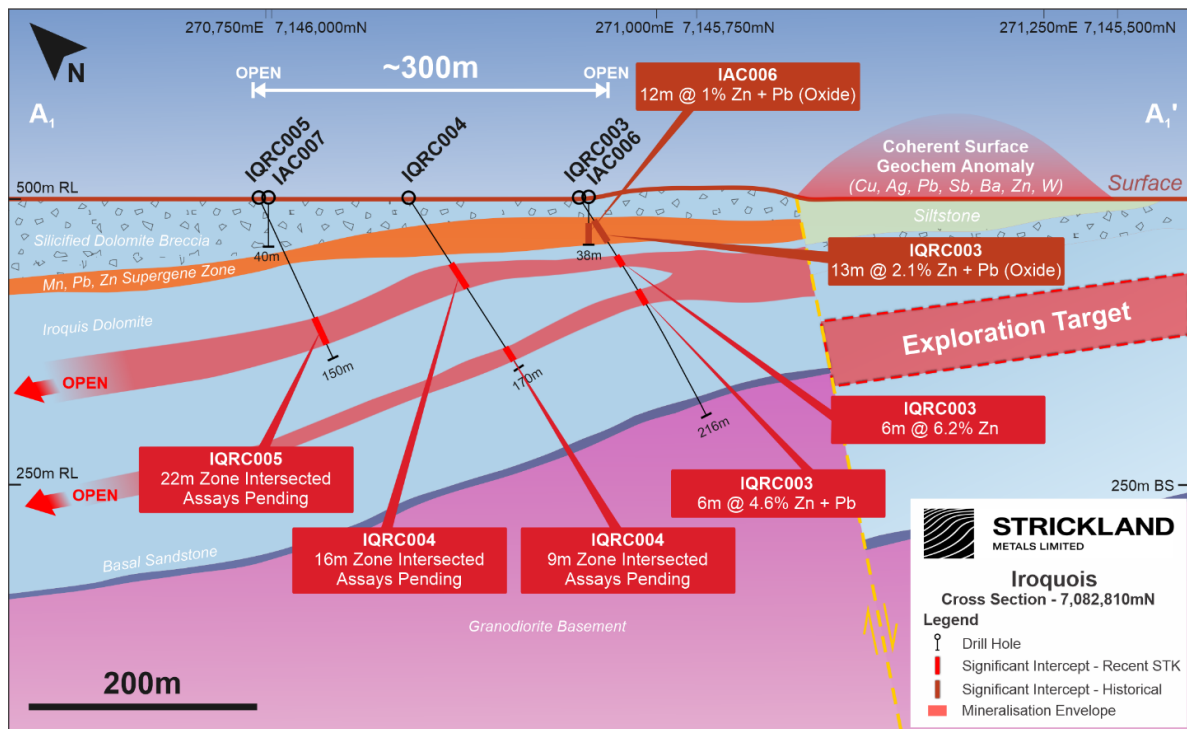 270,750mE 7,146,000mN
271,000mE 7,145,750mN
271,250mE 7,145,500mN
N
OPEN
~300m
OPEN
A1
A1'
IQRC005
IAC007
IQRC004
IQRC003
IAC006
IAC006
12m @ 1% Zn + Pb (Oxide)
Coherent Surface
Geochem Anomaly
(Cu, Ag, Pb, Sb, Ba, Zn, W)
500m RL
Surface
Siltstone
Silicified Dolomite Breccia
40m
38m
IQRC003
13m @ 2.1% Zn + Pb (Oxide)
Mn, Pb, Zn Supergene Zone
Iroquis Dolomite
Exploration Target
OPEN
150m
170m
216m
IQRC003
6m @ 6.2% Zn
IQRC005
22m Zone Intersected
Assays Pending
IQRC003
6m @ 4.6% Zn + Pb
250m RL
OPEN
250m BS
IQRC004
16m Zone Intersected
Assays Pending
IQRC004
9m Zone Intersected
Assays Pending
Basal Sandstone
Granodiorite Basement
200m
STRICKLAND
METALS LIMITED
Iroquois
Cross Section - 7,082,810mN
Legend
Drill Hole
Significant Intercept - Recent STK
Significant Intercept - Historical
Mineralisation Envelope